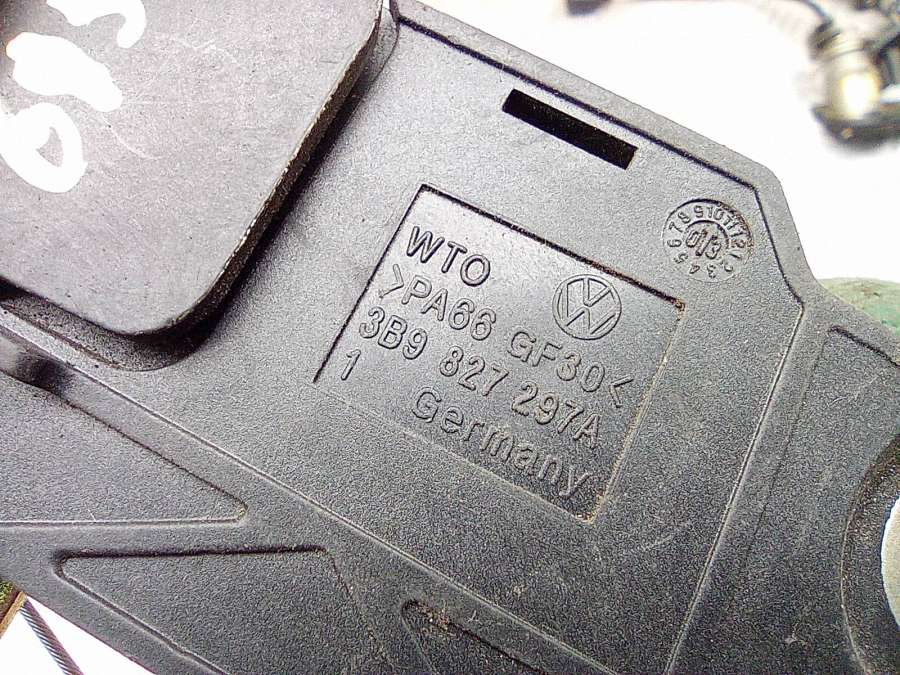 WTO
>PA66 GF30<
3B9 827 297A
1
Germany